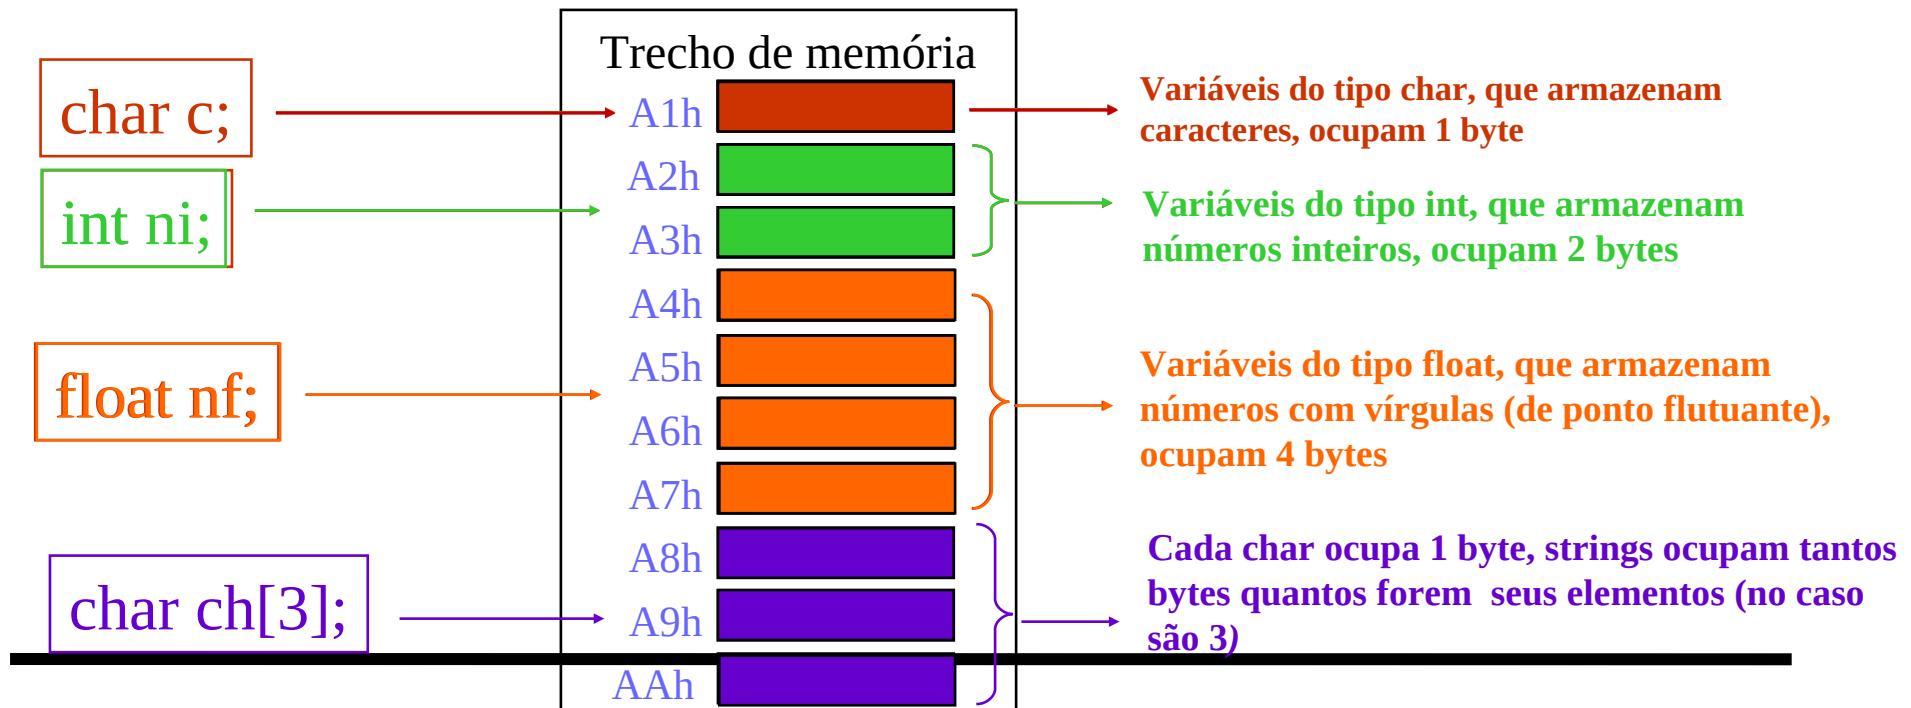 Trecho de memória
char c;
A1h
Variáveis do tipo char, que armazenam
caracteres, ocupam 1 byte
int ni;
A2h
A3h
Variáveis do tipo int, que armazenam
números inteiros, ocupam 2 bytes
float nf;
A4h
A5h
A6h
A7h
Variáveis do tipo float, que armazenam
números com vírgulas (de ponto flutuante),
ocupam 4 bytes
char ch[3];
A8h
A9h
AAh
Cada char ocupa 1 byte, strings ocupam tantos
bytes quantos forem  seus elementos (no caso
são 3)